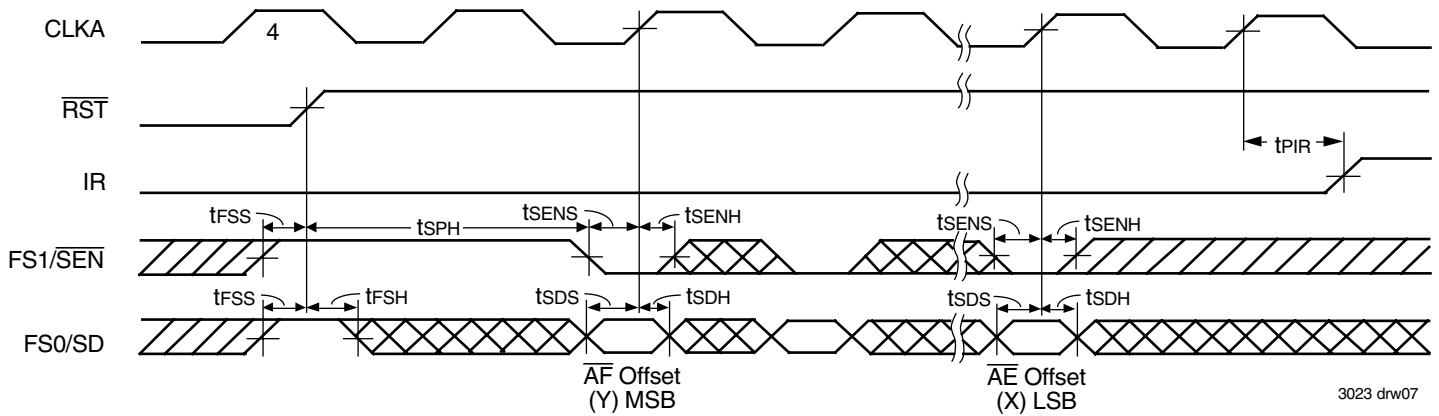 CLKA
4
RST
tPIR
IR
tFSS tSPH tSENS tSENH tSENS tSENH
FS1/SEN
tFSS tFSH tSDS tSDH tSDS tSDH
FS0/SD
AF Offset
(Y) MSB
AE Offset
(X) LSB
3023 drw07